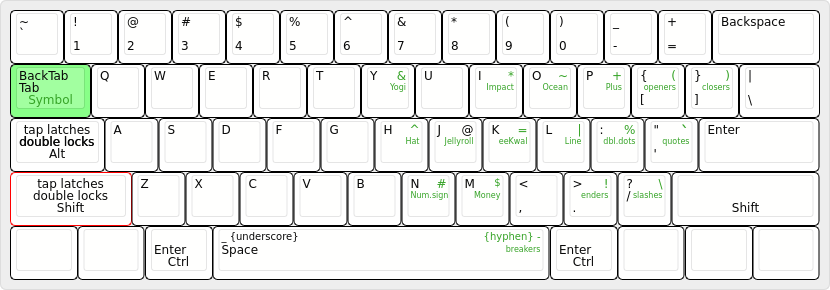 ~ ! @ # $ % ^ & * ( ) _ + Backspace
` 1 2 3 4 5 6 7 8 9 0 - =
BackTab Q W E R T Y & U I * O ~ P + { ( } ) |
Tab Yogi Impact Ocean Plus openers closers
Symbol [ ] \
tap latches A S D F G H ^ J @ K = L | : % " ` Enter
double locks Hat Jellyroll eeKwal Line dbl.dots quotes
Alt '
tap latches Z X C V B N # M $ < > ! ? \
double locks Num.sign Money enders / slashes
Shift , . Shift
_ {underscore} {hyphen} -
Enter Space breakers Enter
Ctrl Ctrl